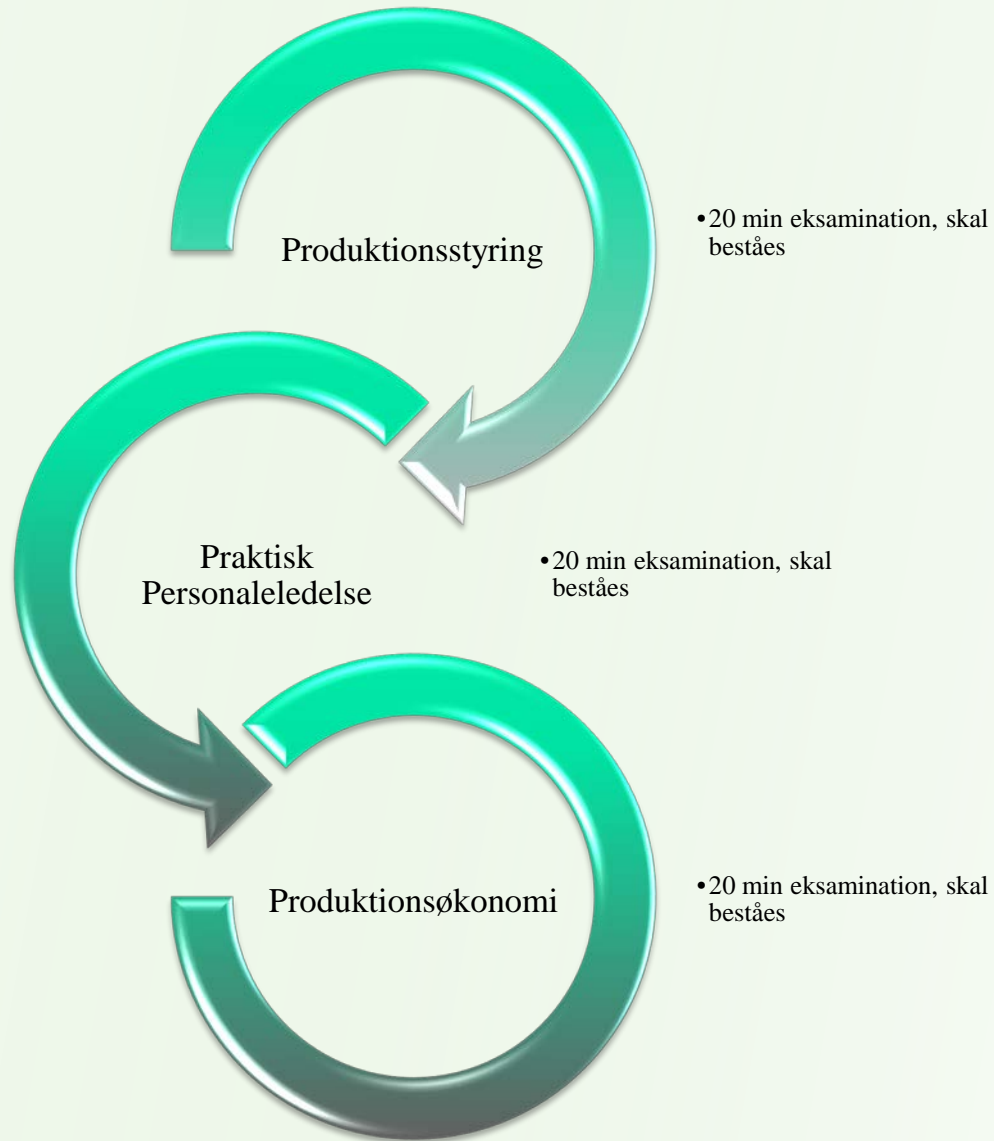 Produktionsstyring
•20 min eksamination, skal
beståes
Praktisk
Personaleledelse
•20 min eksamination, skal
beståes
Produktionsøkonomi
•20 min eksamination, skal
beståes